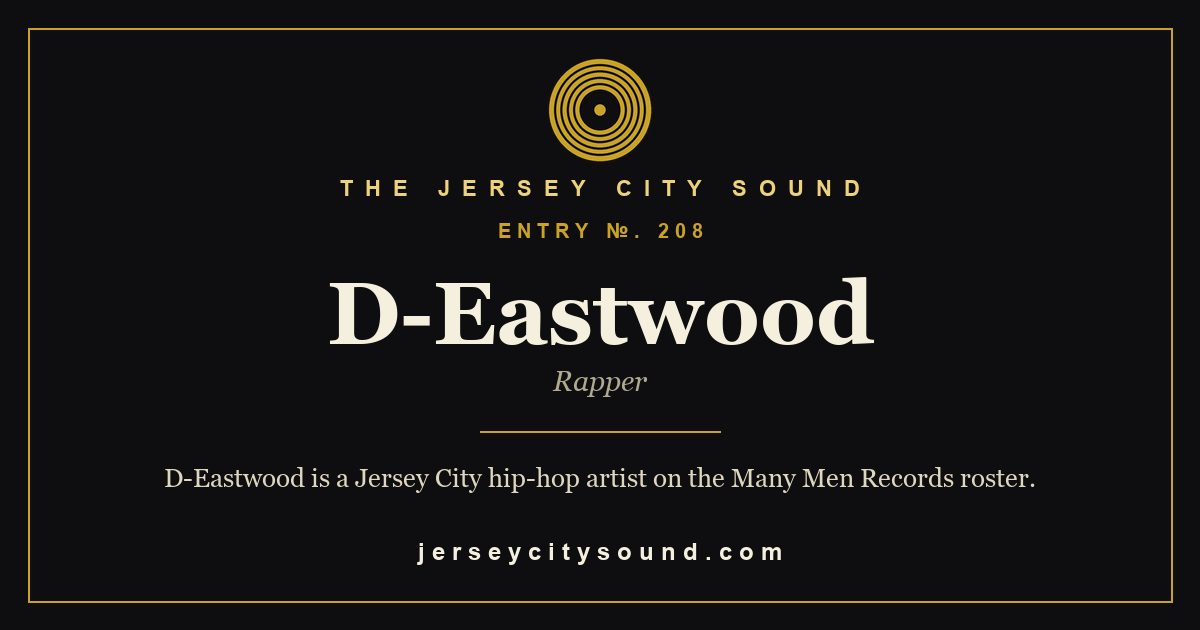 THE JERSEY CITY SOUND
ENTRY №. 208
D-Eastwood
Rapper
D-Eastwood is a Jersey City hip-hop artist on the Many Men Records roster.
jerseycitysound.com